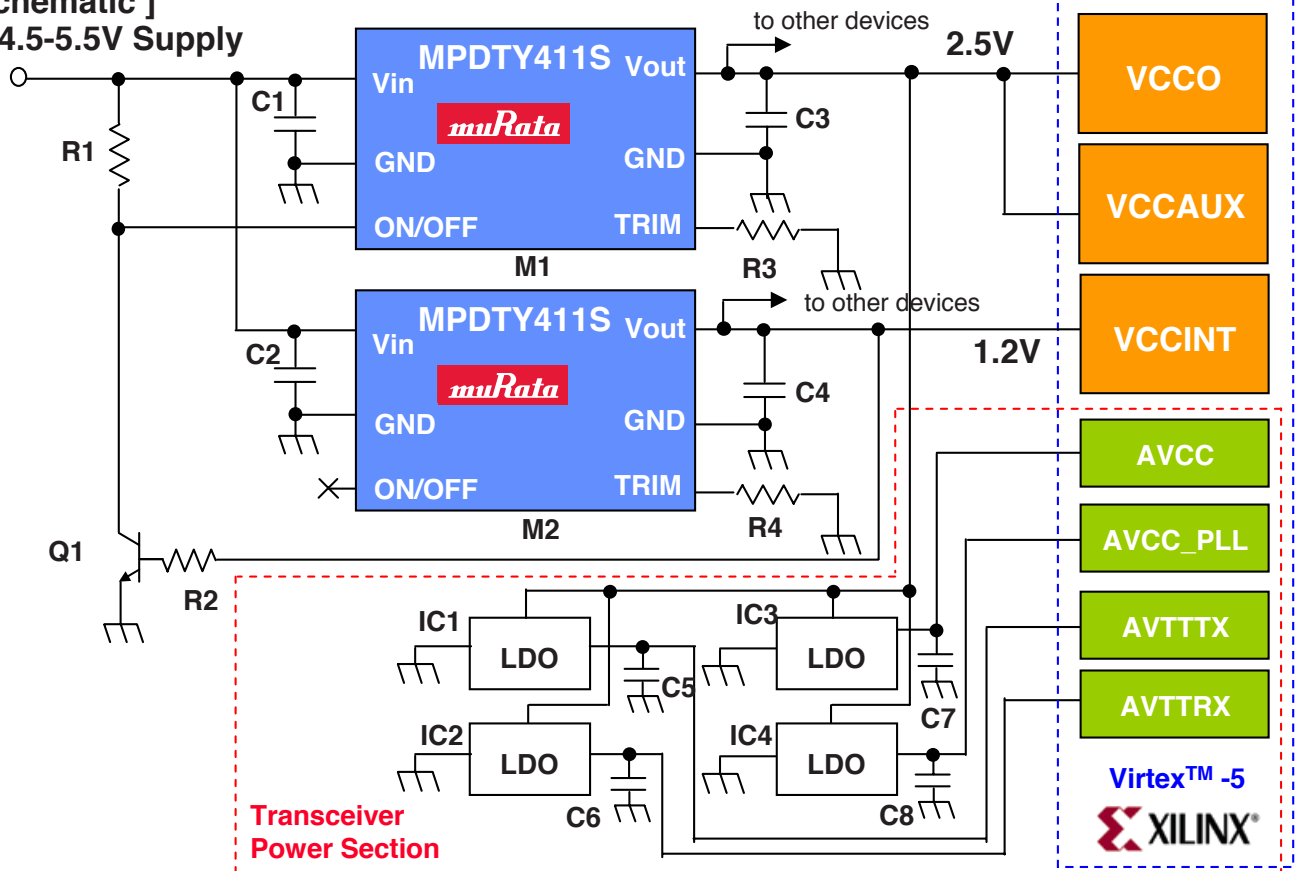 chematic ]
4.5-5.5V Supply
to other devices
2.5V
MPDTY411S
Vin
Vout
muRata
GND
GND
ON/OFF
TRIM
M1
C1
R1
C3
R3
VCCO
VCCAUX
to other devices
1.2V
MPDTY411S
Vin
Vout
muRata
GND
GND
ON/OFF
TRIM
M2
C2
C4
R4
VCCINT
Q1
R2
AVCC
AVCC_PLL
AVTTTX
AVTTRX
IC1
LDO
C5
IC3
LDO
C7
IC2
LDO
C6
IC4
LDO
C8
Transceiver
Power Section
Virtex™ -5
XILINX®